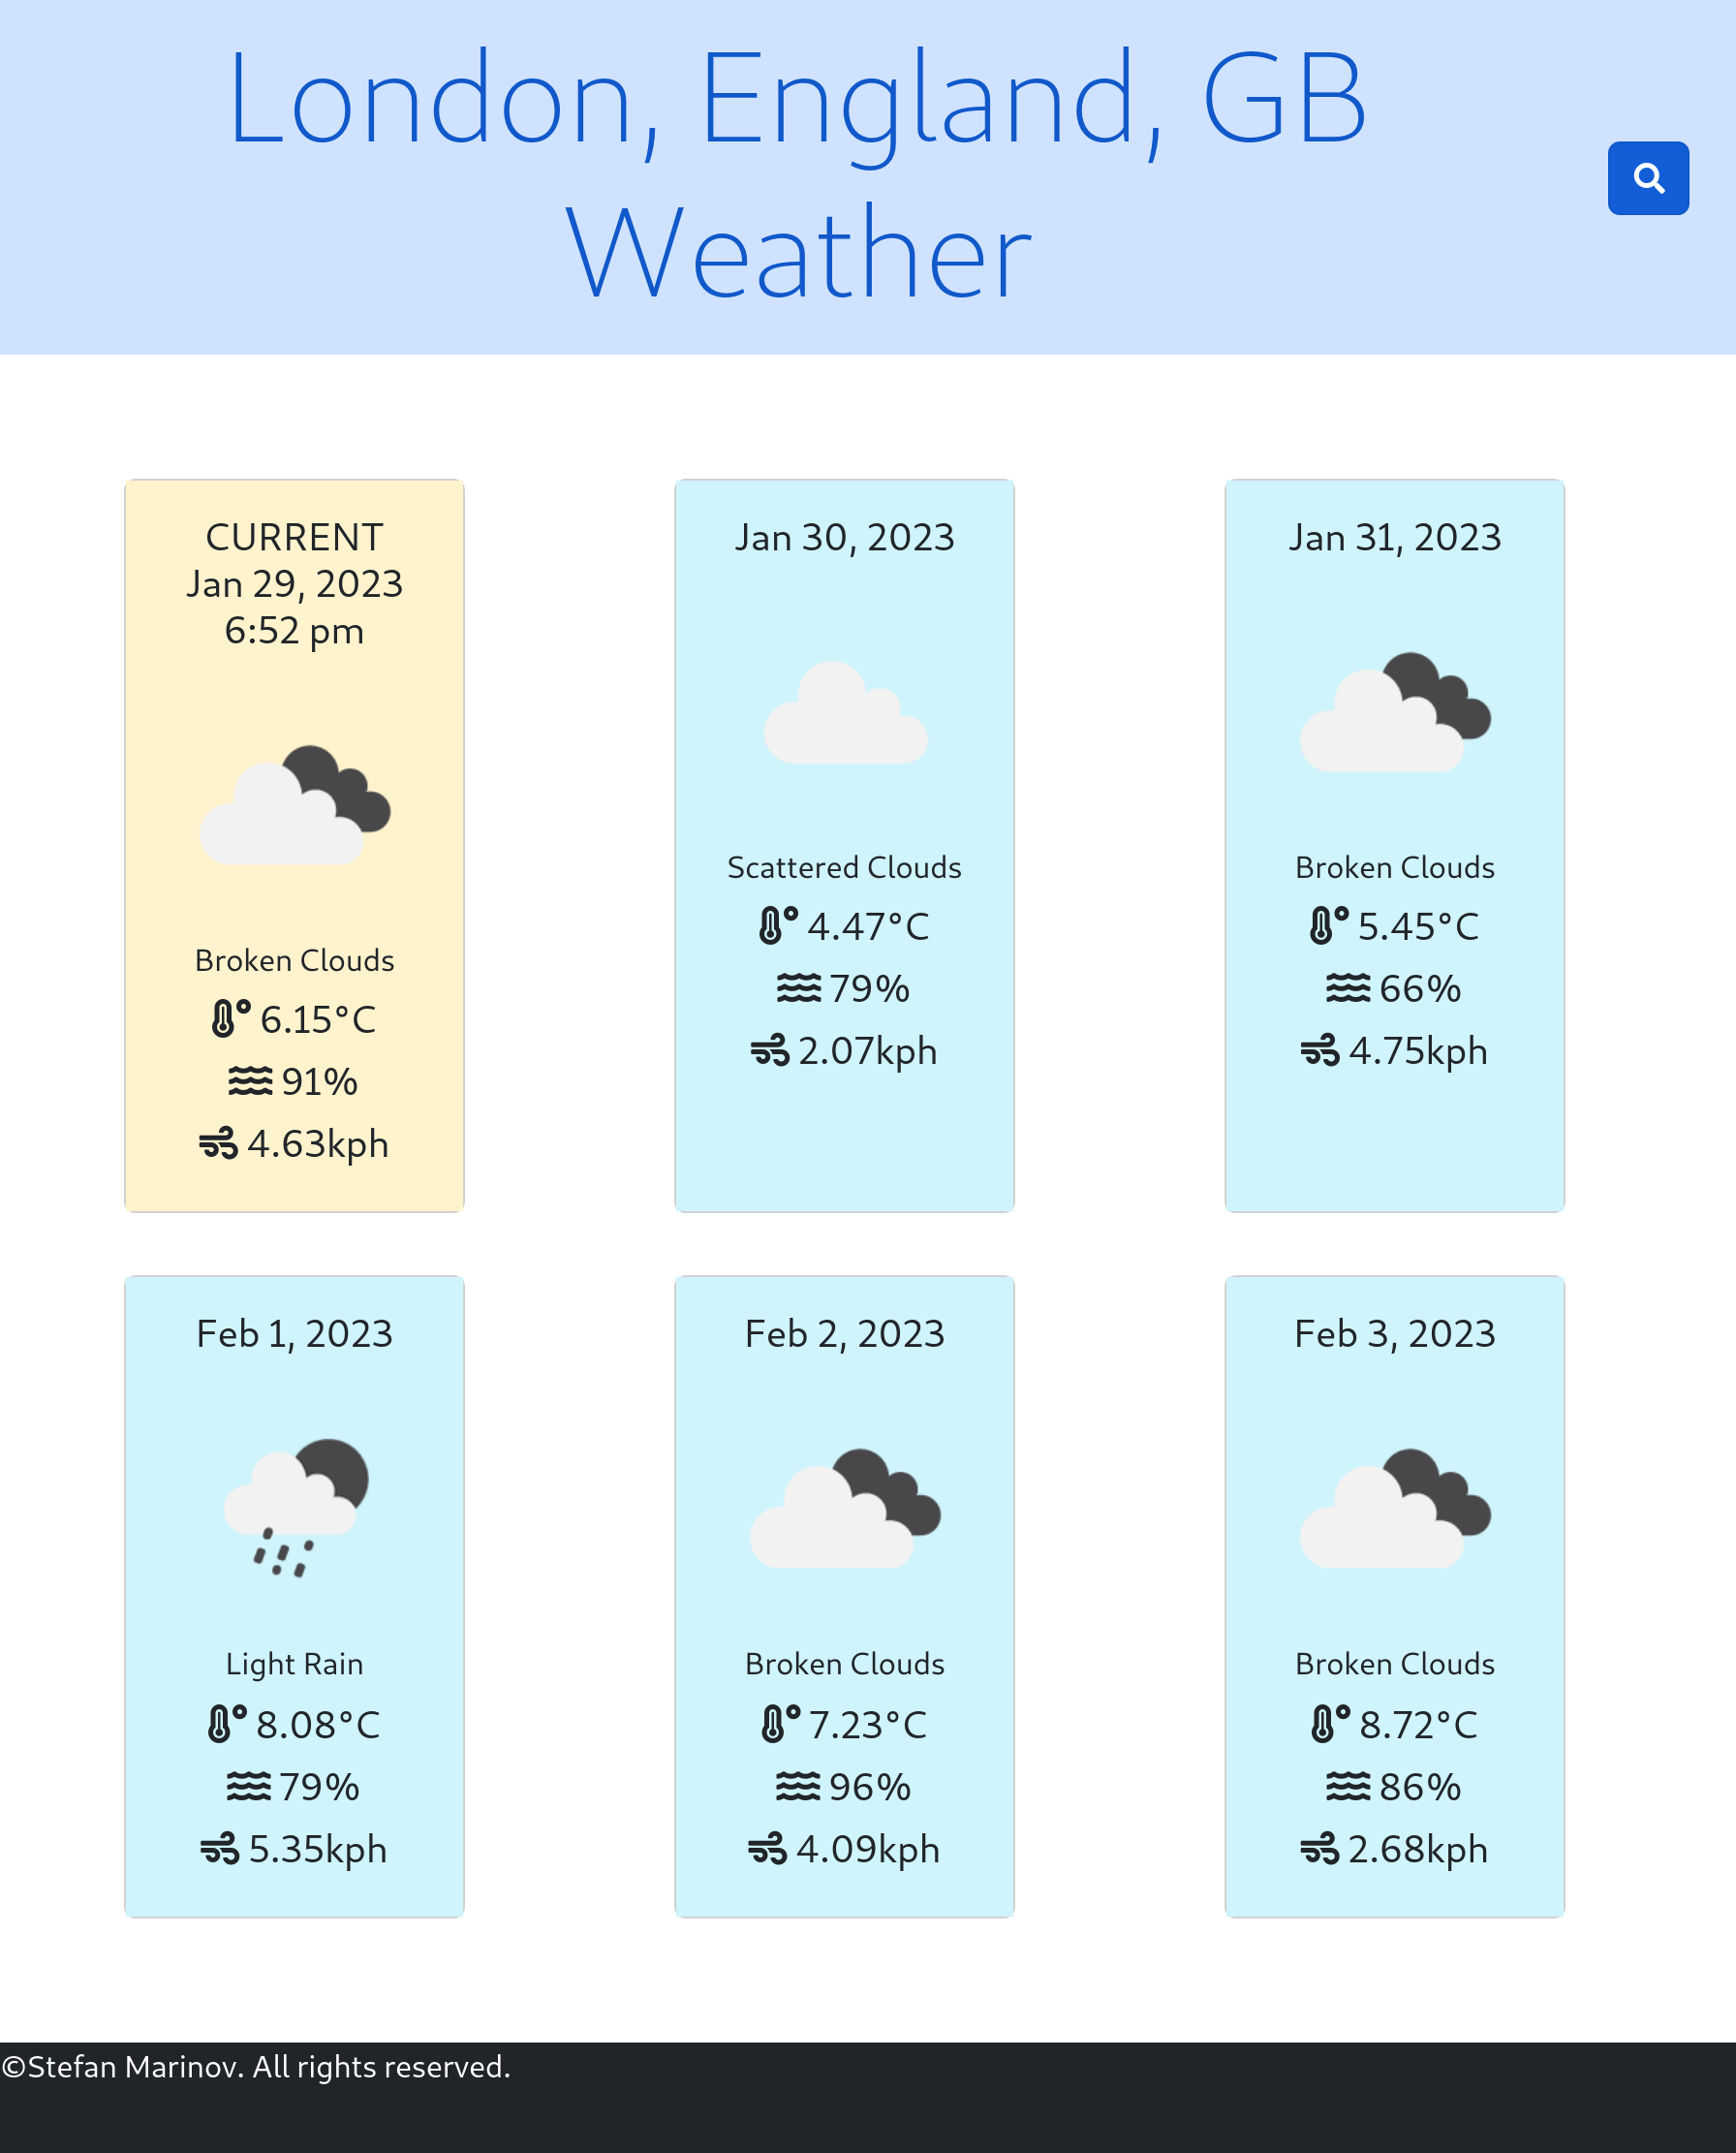 London, England, GB
Weather
CURRENT
Jan 29, 2023
6:52 pm
Broken Clouds
6.15°C
91%
4.63kph
Jan 30, 2023
Scattered Clouds
4.47°C
79%
2.07kph
Jan 31, 2023
Broken Clouds
5.45°C
66%
4.75kph
Feb 1, 2023
Light Rain
8.08°C
79%
5.35kph
Feb 2, 2023
Broken Clouds
7.23°C
96%
4.09kph
Feb 3, 2023
Broken Clouds
8.72°C
86%
2.68kph
©Stefan Marinov. All rights reserved.